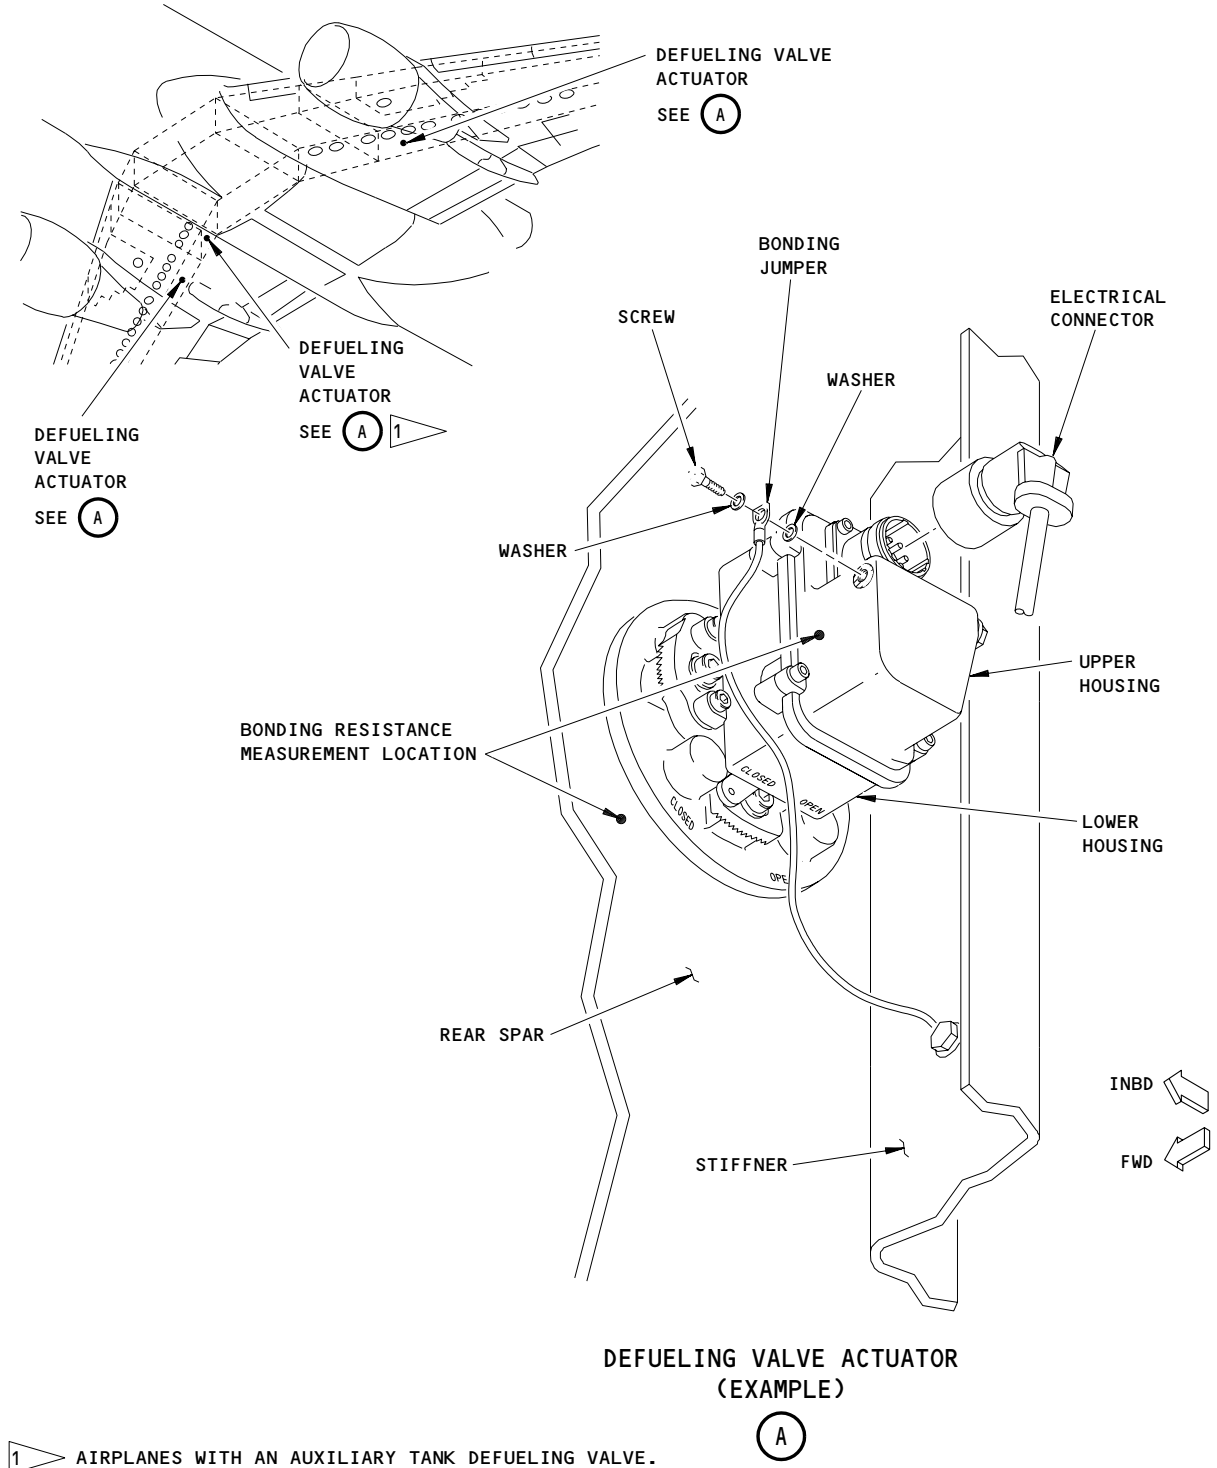 DEFUELING VALVE
ACTUATOR
SEE A
DEFUELING
VALVE
ACTUATOR
SEE A 1
DEFUELING
VALVE
ACTUATOR
SEE A
BONDING
JUMPER
SCREW
ELECTRICAL
CONNECTOR
WASHER
WASHER
UPPER
HOUSING
BONDING RESISTANCE
MEASUREMENT LOCATION
CLOSED
OPEN
CLOSED
OPE
LOWER
HOUSING
REAR SPAR
INBD
STIFFNER
FWD
DEFUELING VALVE ACTUATOR
(EXAMPLE)
A
1 AIRPLANES WITH AN AUXILIARY TANK DEFUELING VALVE.